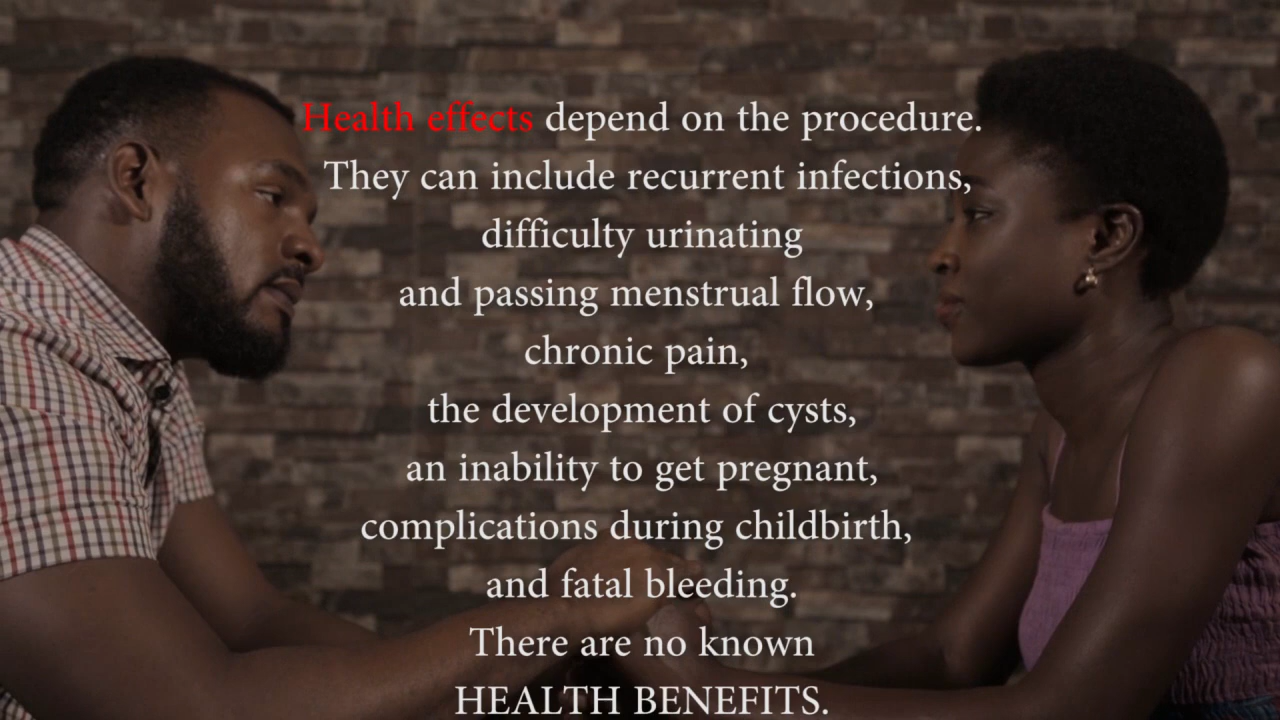 Health effects depend on the procedure.
They can include recurrent infections,
difficulty urinating
and passing menstrual flow,
chronic pain,
the development of cysts,
an inability to get pregnant,
complications during childbirth,
and fatal bleeding.
There are no known
HEALTH BENEFITS.